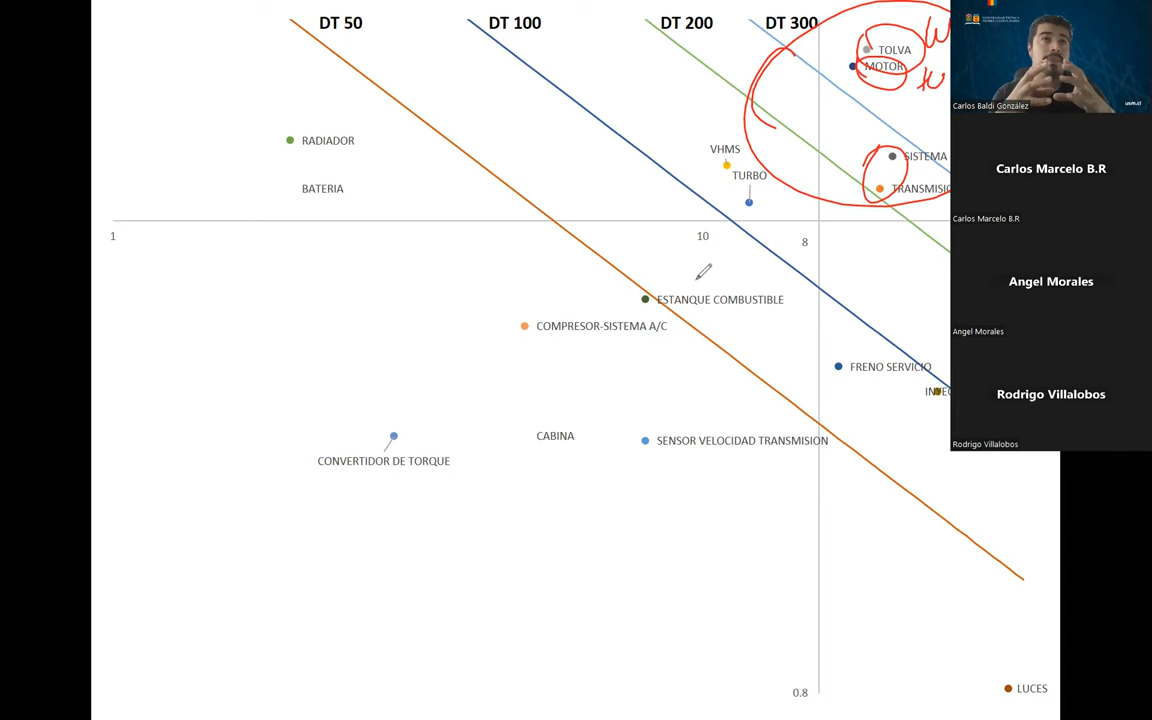 DT 50
DT 100
DT 200
DT 300
TOLVA
MOTOR
RADIADOR
VHMS
SISTEMA
TURBO
BATERIA
1
10
8
ESTANQUE COMBUSTIBLE
COMPRESOR-SISTEMA A/C
FRENO SERVICIO
CABINA
SENSOR VELOCIDAD TRANSMISION
CONVERTIDOR DE TORQUE
LUCES
0.8
usm.cl
Carlos Baldi González
Carlos Marcelo B.R
Carlos Marcelo B.R
Angel Morales
Angel Morales
Rodrigo Villalobos
Rodrigo Villalobos